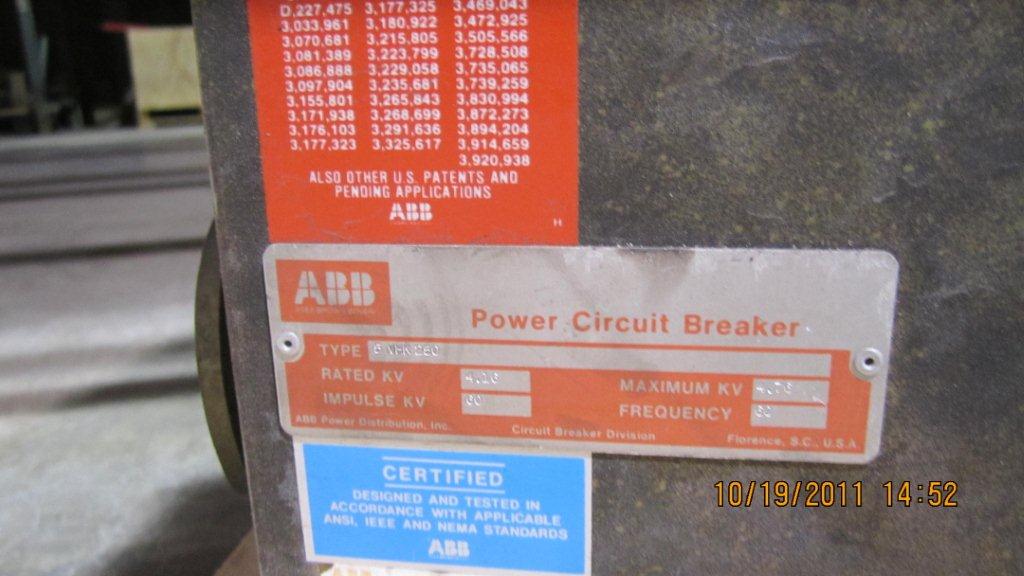 D,227,475 3,177,325 3,469,043
3,033,961 3,180,922 3,472,925
3,070,681 3,215,805 3,505,566
3,081,389 3,223,799 3,728,508
3,086,888 3,229,058 3,735,065
3,097,904 3,235,681 3,739,259
3,155,801 3,265,843 3,830,994
3,171,938 3,268,699 3,872,273
3,176,103 3,291,636 3,894,204
3,177,323 3,325,617 3,914,659
3,920,938
ALSO OTHER U.S. PATENTS AND
PENDING APPLICATIONS
ABB
H
ABB
Power Circuit Breaker
TYPE
RATED KV 4.16
MAXIMUM KV 4.76
IMPULSE KV 60
FREQUENCY 60
ABB Power Distribution, Inc. Circuit Breaker Division Florence, S.C., U.S.A.
CERTIFIED
DESIGNED AND TESTED IN
ACCORDANCE WITH APPLICABLE
ANSI, IEEE AND NEMA STANDARDS
ABB
10/19/2011 14:52